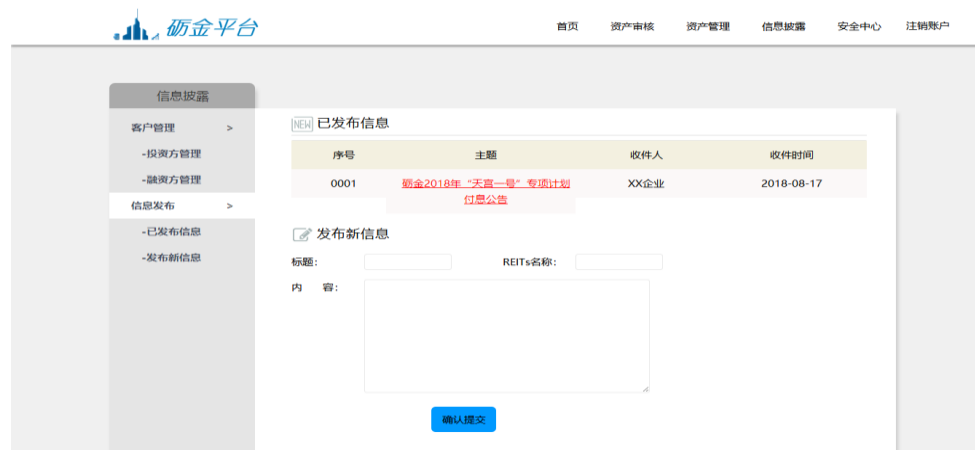 砺金平台
首页 资产审核 资产管理 信息披露 安全中心 注销账户
信息披露
客户管理 >
-投资方管理
-融资方管理
信息发布 >
-已发布信息
-发布新信息
NEW 已发布信息
序号 主题 收件人 收件时间
0001 砺金2018年“天宫一号”专项计划 XX企业 2018-08-17
付息公告
发布新信息
标题: REITs名称:
内 容:
确认提交